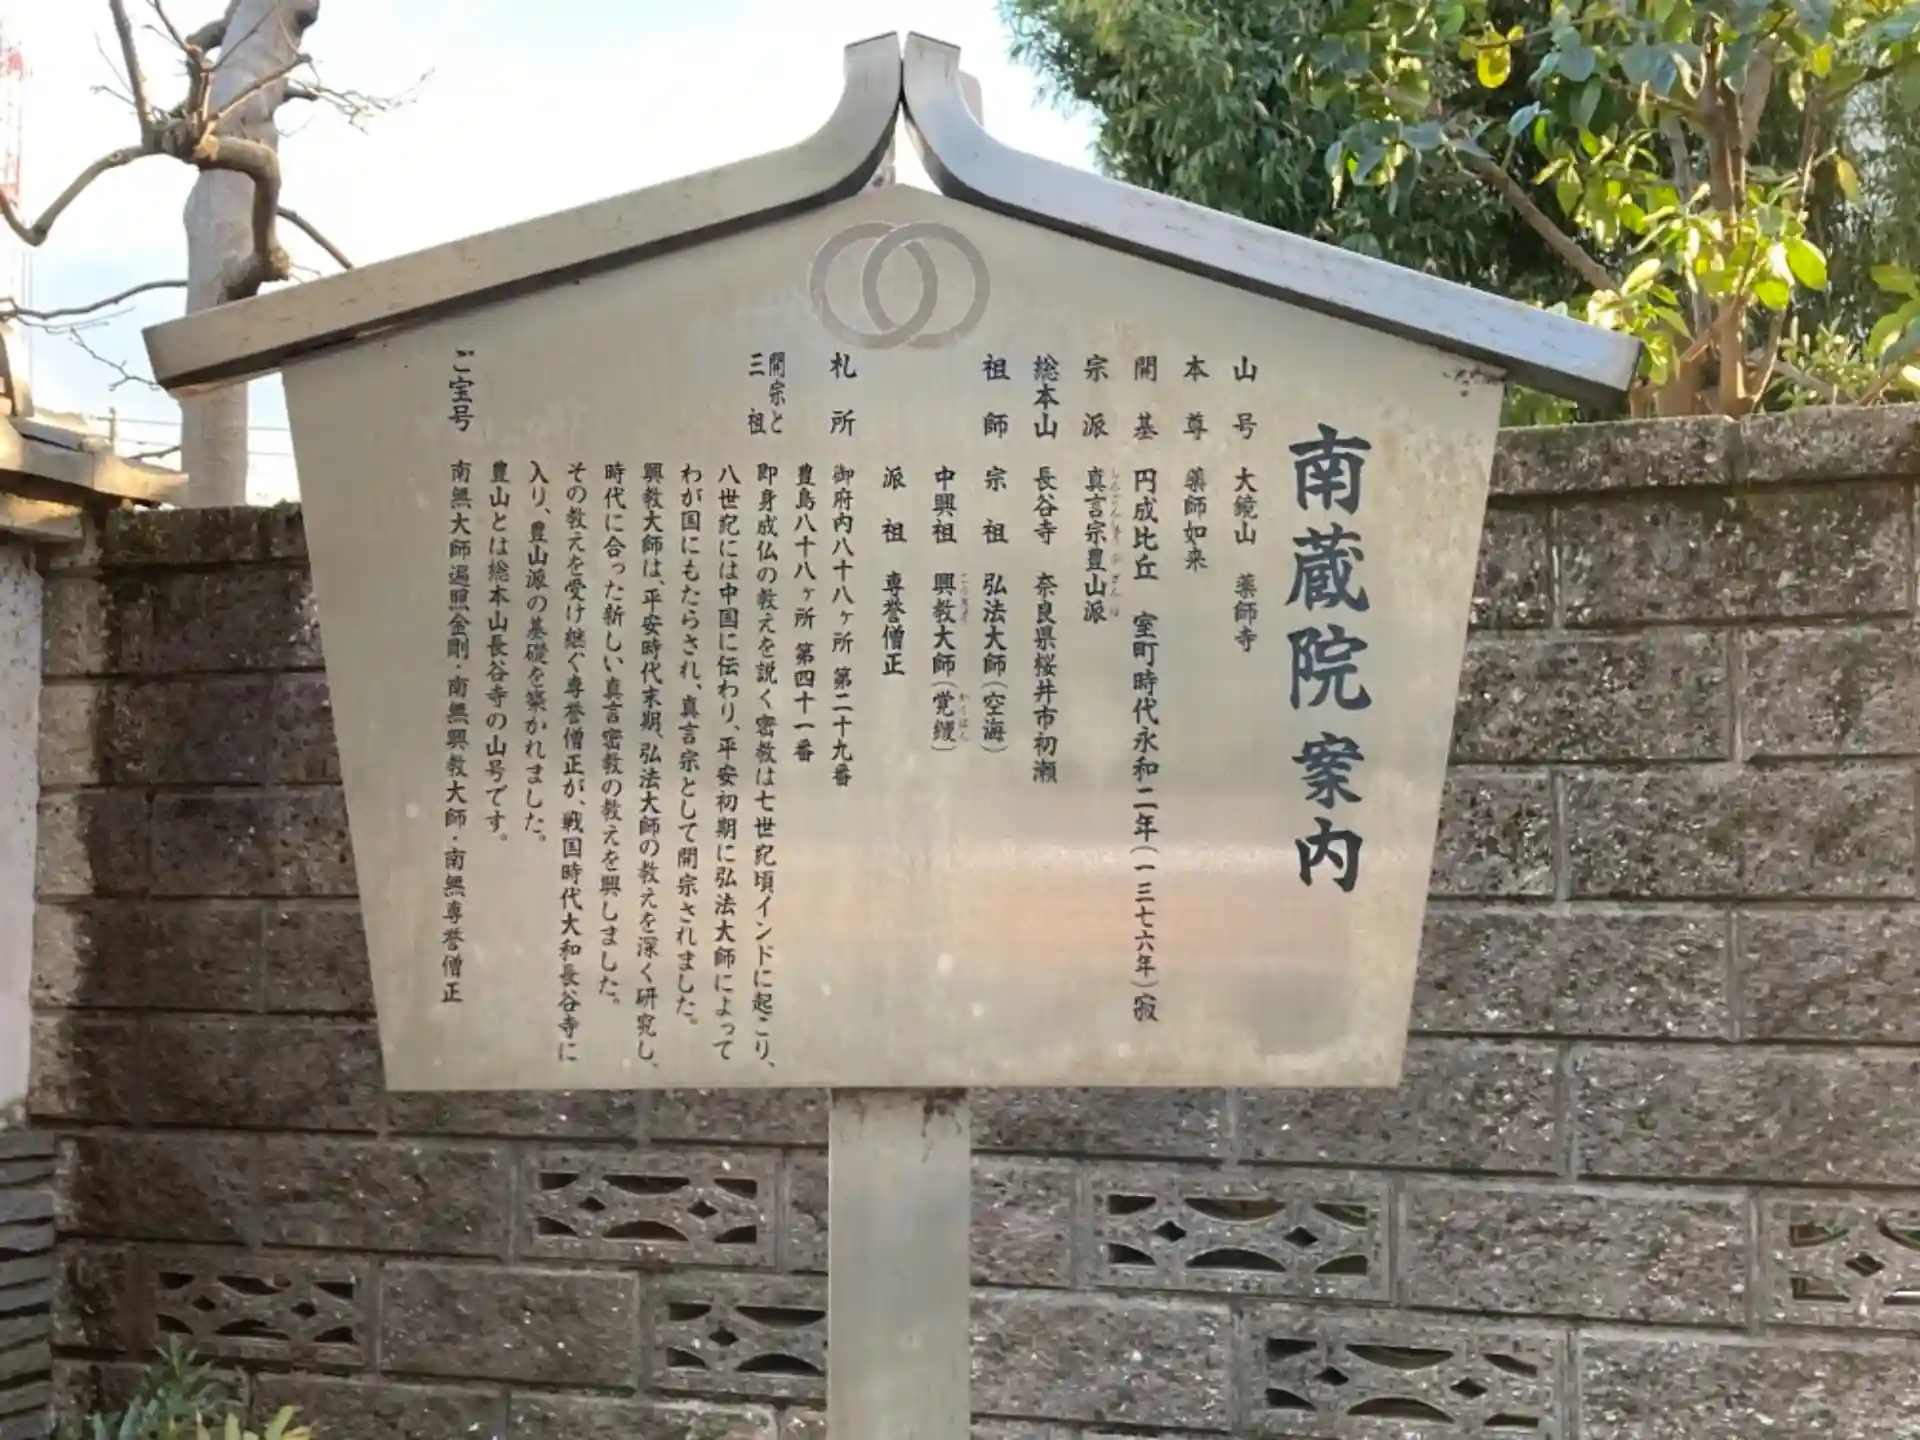 南蔵院案内
山号 大鏡山 薬師寺
本尊 薬師如来
開基 円成比丘 室町時代永和二年(一三七六年)寂
宗派 真言宗豊山派
総本山 長谷寺 奈良県桜井市初瀬
祖師 宗祖 弘法大師(空海)
中興祖 興教大師(覚鑁)
派祖 専誉僧正
札所 御府内八十八ヶ所 第二十九番
豊島八十八ヶ所 第四十一番
開宗と三祖 即身成仏の教えを説く密教は七世紀頃インドに起こり、
八世紀には中国に伝わり、平安初期に弘法大師によって
わが国にもたらされ、真言宗として開宗されました。
興教大師は、平安時代末期、弘法大師の教えを深く研究し、
時代に合った新しい真言密教の教えを興しました。
その教えを受け継ぐ専誉僧正が、戦国時代大和長谷寺に
入り、豊山派の基礎を築かれました。
豊山とは総本山長谷寺の山号です。
ご宝号 南無大師遍照金剛・南無興教大師・南無専誉僧正